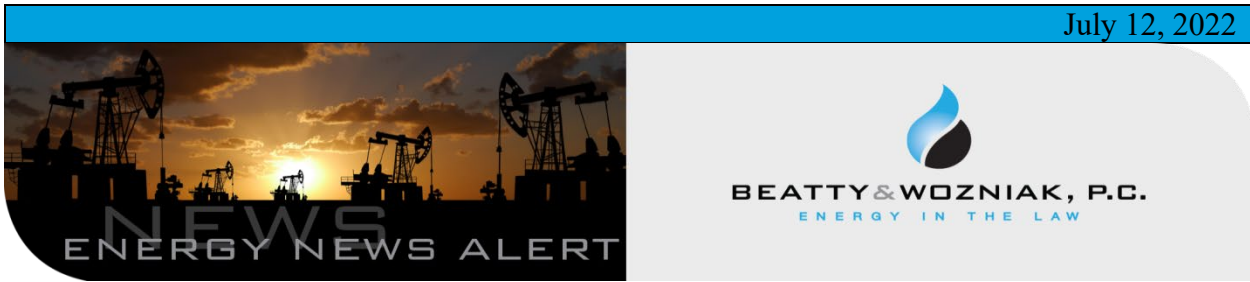 July 12, 2022
NEWS
ENERGY NEWS ALERT
BEATTY & WOZNIAK, P.C.
ENERGY IN THE LAW